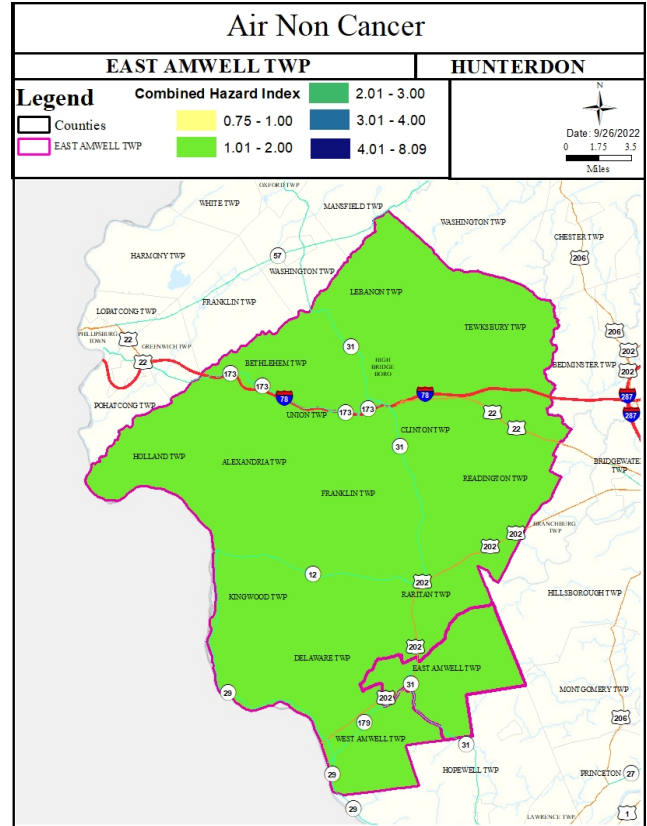 Air Non Cancer
EAST AMWELL TWP
HUNTERDON
Legend
Counties
EAST AMWELL TWP
Combined Hazard Index
0.75 - 1.00
1.01 - 2.00
2.01 - 3.00
3.01 - 4.00
4.01 - 8.09
N
Date: 9/26/2022
0 1.75 3.5
Miles
OXFORD TWP
WHITE TWP
MANSFIELD TWP
WASHINGTON TWP
CHESTER TWP
206
HARMONY TWP
57
WASHINGTON TWP
LEBANON TWP
FRANKLIN TWP
LOPATCONG TWP
TEWKSBURY TWP
206
PHILLIPSBURG
TOWN
22
GREENWICH TWP
31
202
22
BETHLEHEM TWP
HIGH
BRIDGE
BORO
BEDMINSTER TWP
202
173
173
78
78
287
POHATCONG TWP
UNION TWP
173
173
22
287
CLINTON TWP
22
31
HOLLAND TWP
ALEXANDRIA TWP
BRIDGEWATE
TWP
READINGTON TWP
FRANKLIN TWP
BRANCHBURG
TWP
202
202
12
202
KINGWOOD TWP
RARITAN TWP
HILLSBOROUGH TWP
202
DELAWARE TWP
EAST AMWELL TWP
31
29
202
MONTGOMERY TWP
179
206
WEST AMWELL TWP
31
29
HOPEWELL TWP
PRINCETON
27
29
LAWRENCE TWP
1